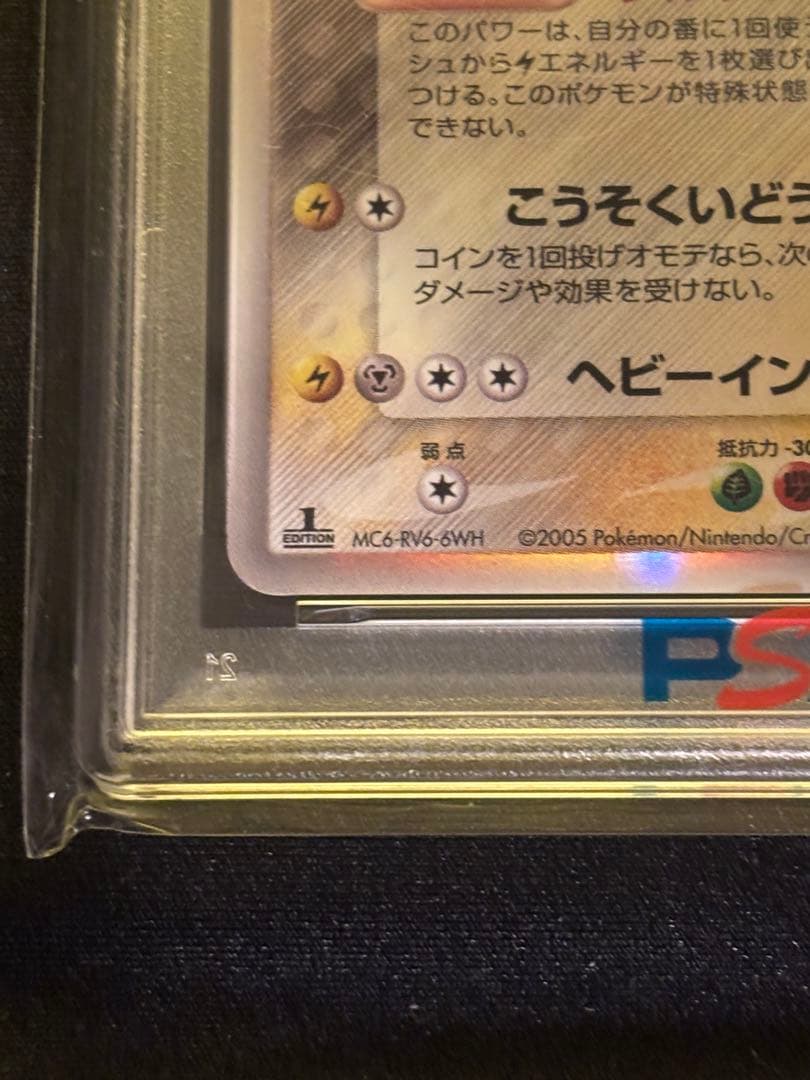 このパワーは、自分の番に1回使
シュから エネルギーを1枚選び
つける。このポケモンが特殊状態
できない。
こうそくいどう
コインを1回投げオモテなら、次の
ダメージや効果を受けない。
ヘビーイン
弱点 抵抗力 -30
1 EDITION MC6-RV6-6WH ©2005 Pokémon/Nintendo/Cr
21
PS